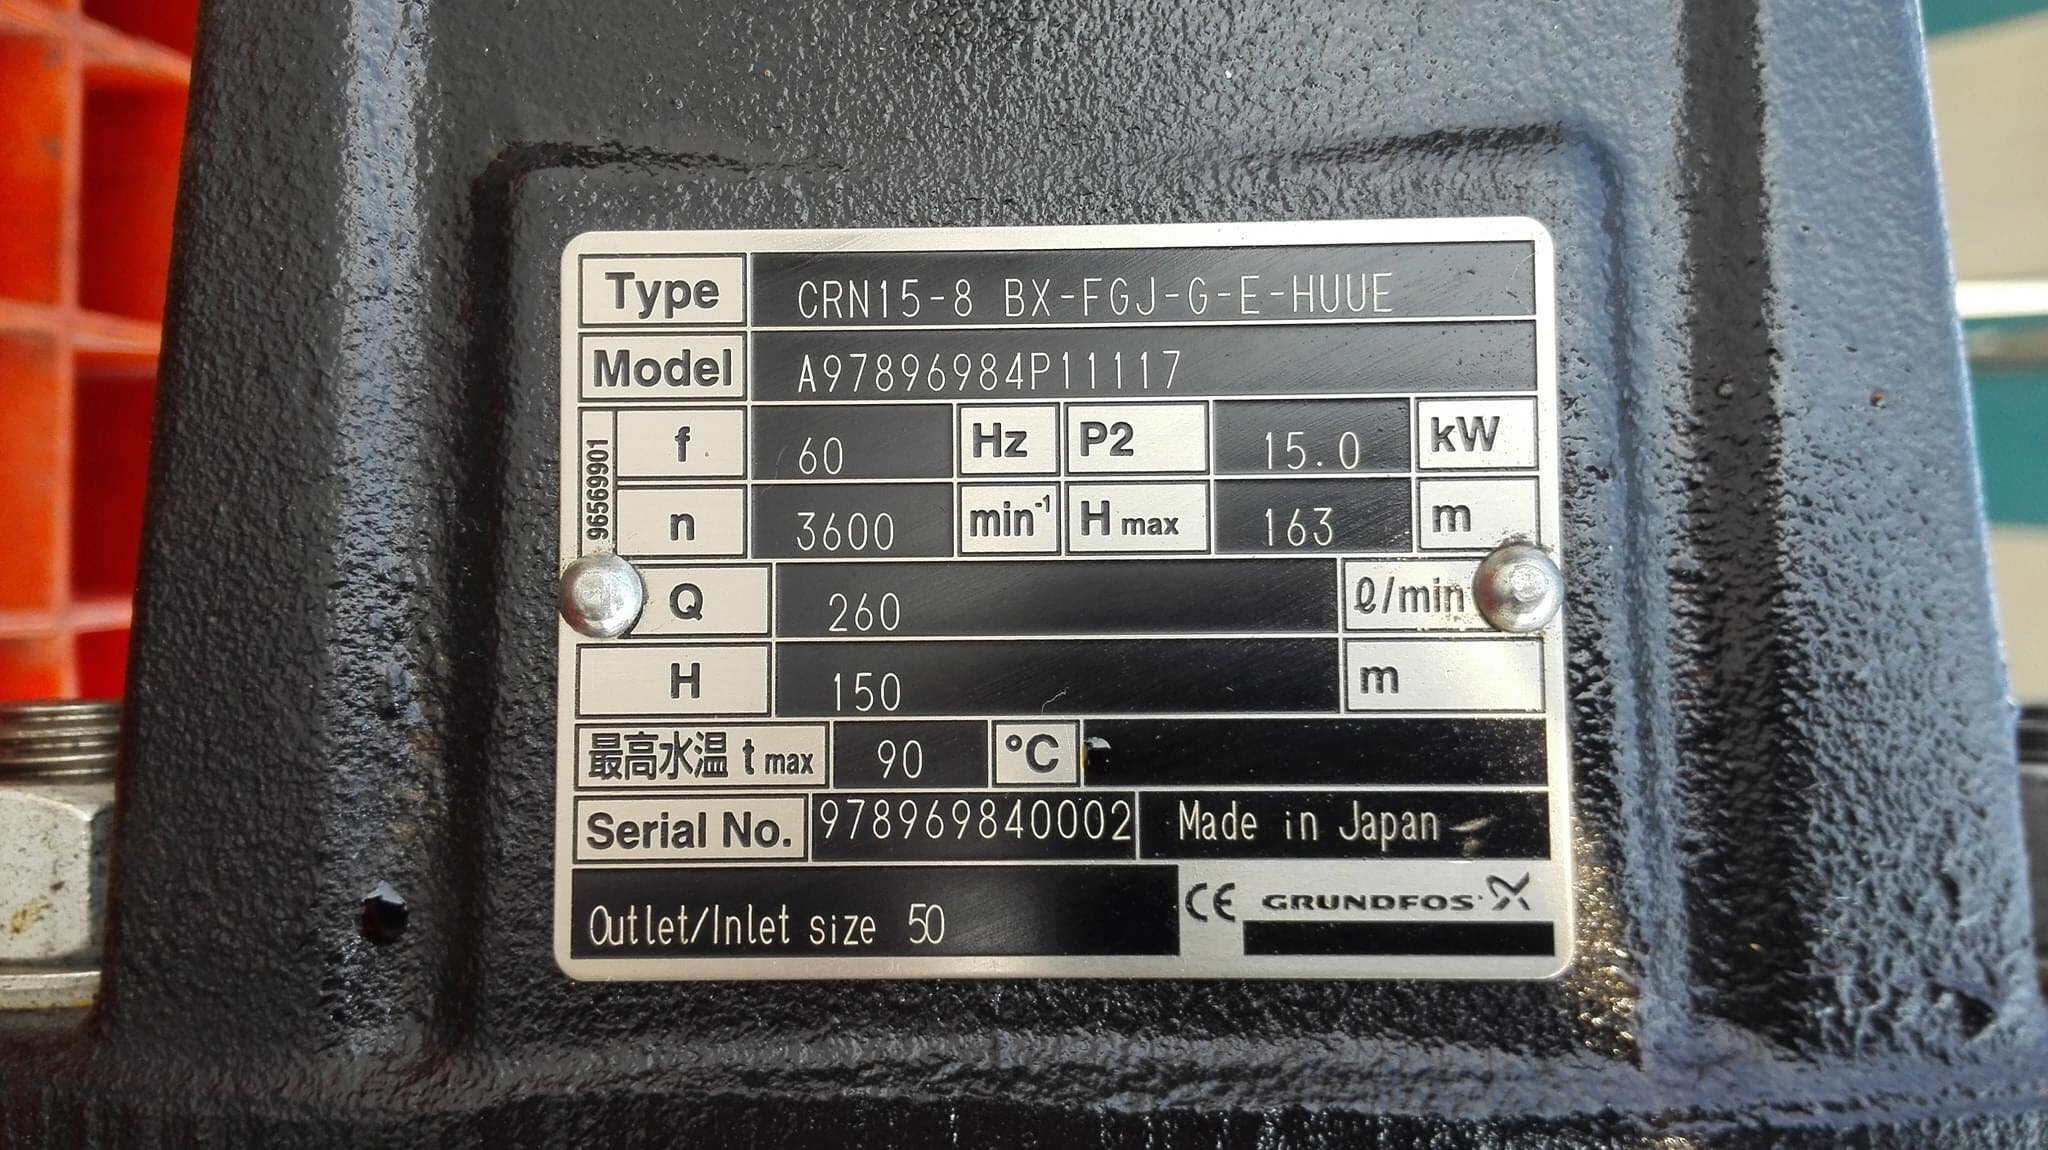 Type CRN15-8 BX-FGJ-G-E-HUUE
Model A97896984P11117
96569901
f 60 Hz P2 15.0 kW
n 3600 min⁻¹ H max 163 m
Q 260 ℓ/min
H 150 m
最高水温 t max 90 °C
Serial No. 978969840002 Made in Japan
Outlet/Inlet size 50 CE GRUNDFOS